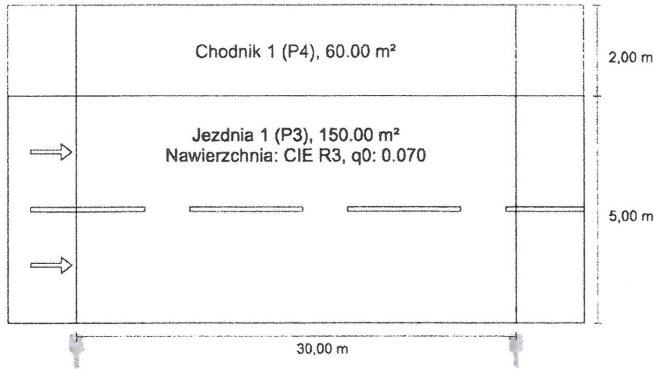 Chodnik 1 (P4), 60.00 m²
2,00 m
Jezdnia 1 (P3), 150.00 m²
Nawierzchnia: CIE R3, q0: 0.070
5,00 m
30,00 m